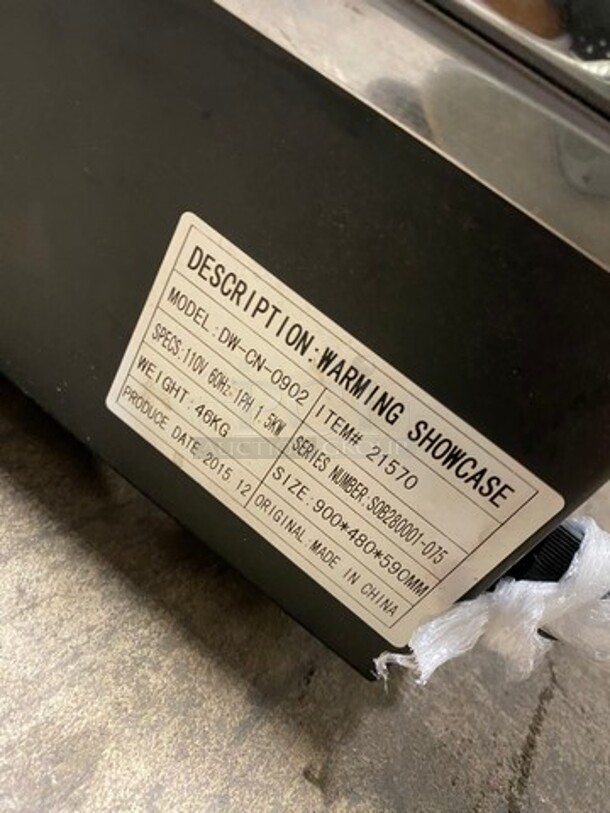 DESCRIPTION:WARMING SHOWCASE
MODEL:DW-CN-0902 ITEM# 21570
SPECS:110V 60Hz-1PH 1.5KW SERIES NUMBER:SOB280001-075
WEIGHT:46KG SIZE:900*480*590MM
PRODUCE DATE 2015.12 ORIGINAL:MADE IN CHINA